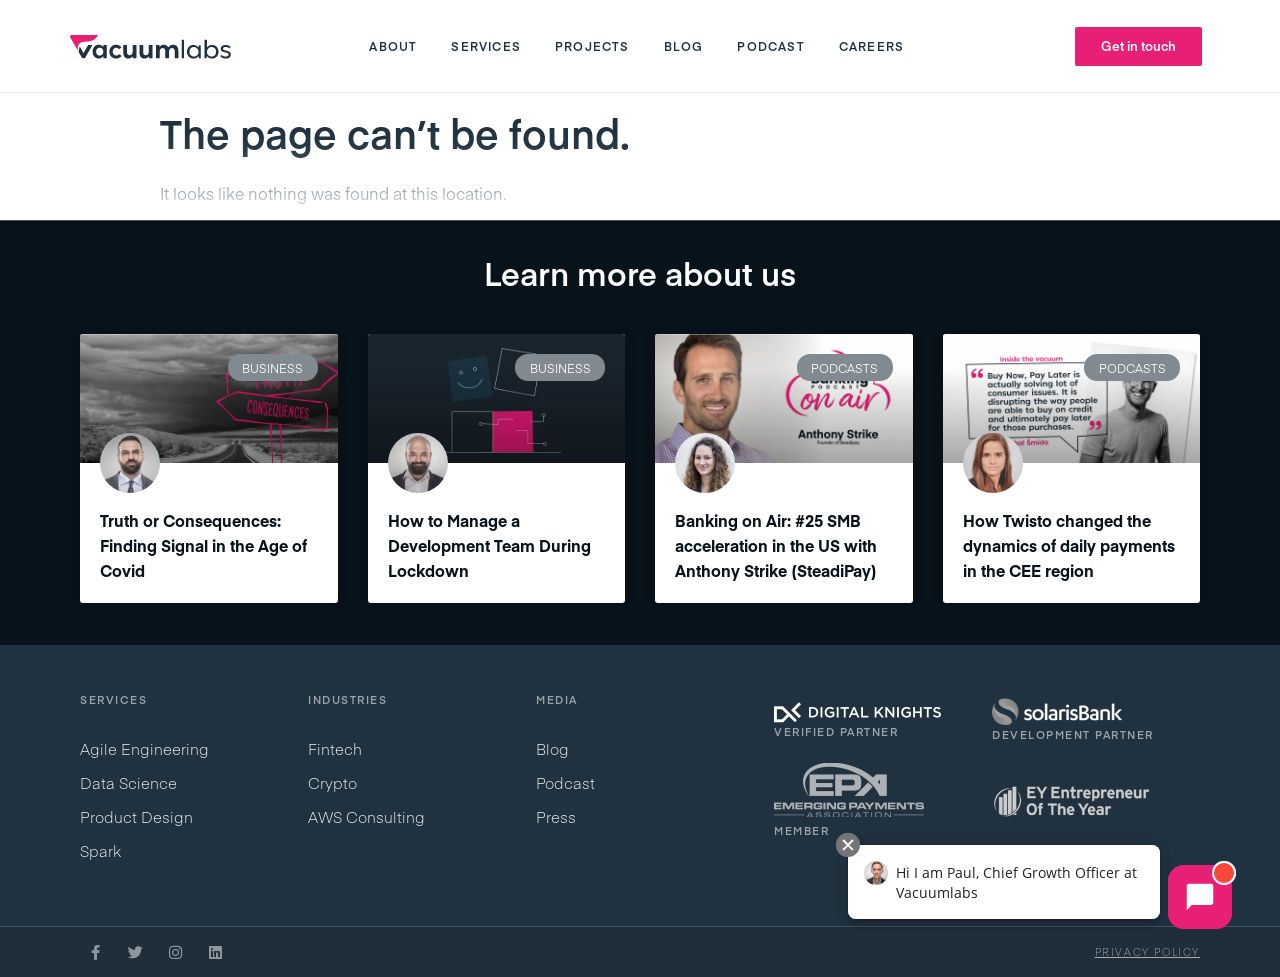 vacuumlabs
ABOUT SERVICES PROJECTS BLOG PODCAST CAREERS
Get in touch
The page can’t be found.
It looks like nothing was found at this location.
Learn more about us
BUSINESS
TRUTH
CONSEQUENCES
Truth or Consequences:
Finding Signal in the Age of
Covid
BUSINESS
How to Manage a
Development Team During
Lockdown
PODCASTS
Banking
PODCAST
on air
Anthony Strike
Banking on Air: #25 SMB
acceleration in the US with
Anthony Strike (SteadiPay)
PODCASTS
inside the vacuum
Buy Now, Pay Later is
actually solving lot of
consumer issues. It is
disrupting the way people
are able to buy on credit
and ultimately pay later
for those purchases.
Šmída
How Twisto changed the
dynamics of daily payments
in the CEE region
SERVICES
Agile Engineering
Data Science
Product Design
Spark
INDUSTRIES
Fintech
Crypto
AWS Consulting
MEDIA
Blog
Podcast
Press
DIGITAL KNIGHTS
VERIFIED PARTNER
solarisBank
DEVELOPMENT PARTNER
EPA
EMERGING PAYMENTS
ASSOCIATION
MEMBER
EY Entrepreneur
Of The Year
Hi I am Paul, Chief Growth Officer at
Vacuumlabs
PRIVACY POLICY